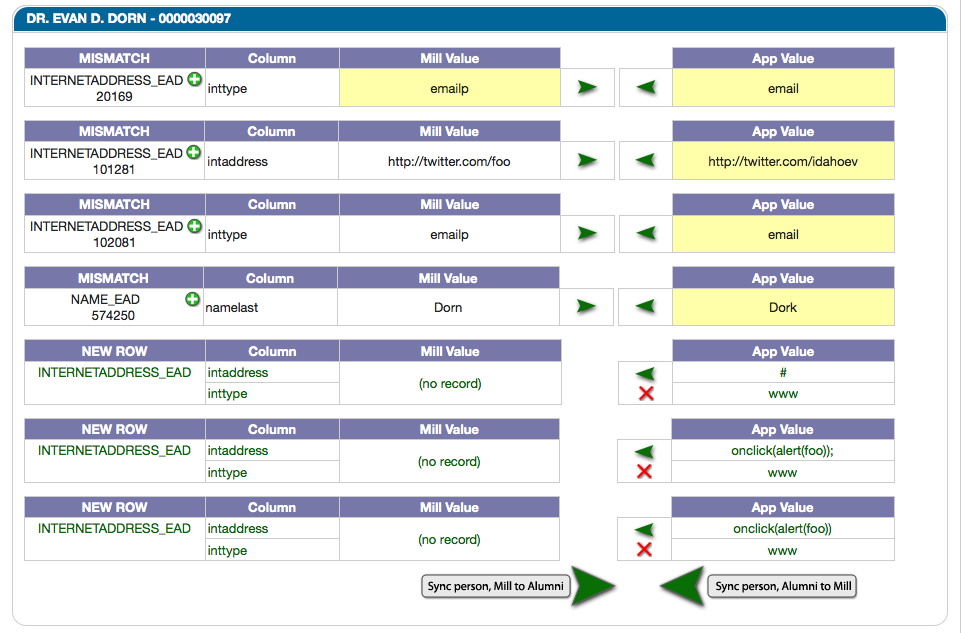 DR. EVAN D. DORN - 0000030097
MISMATCH Column Mill Value App Value
INTERNETADDRESS_EAD
20169
inttype emailp email
MISMATCH Column Mill Value App Value
INTERNETADDRESS_EAD
101281
intaddress http://twitter.com/foo http://twitter.com/idahoev
MISMATCH Column Mill Value App Value
INTERNETADDRESS_EAD
102081
inttype emailp email
MISMATCH Column Mill Value App Value
NAME_EAD
574250
namelast Dorn Dork
NEW ROW Column Mill Value App Value
INTERNETADDRESS_EAD intaddress #
(no record)
inttype www
NEW ROW Column Mill Value App Value
INTERNETADDRESS_EAD intaddress onclick(alert(foo));
(no record)
inttype www
NEW ROW Column Mill Value App Value
INTERNETADDRESS_EAD intaddress onclick(alert(foo))
(no record)
inttype www
Sync person, Mill to Alumni Sync person, Alumni to Mill